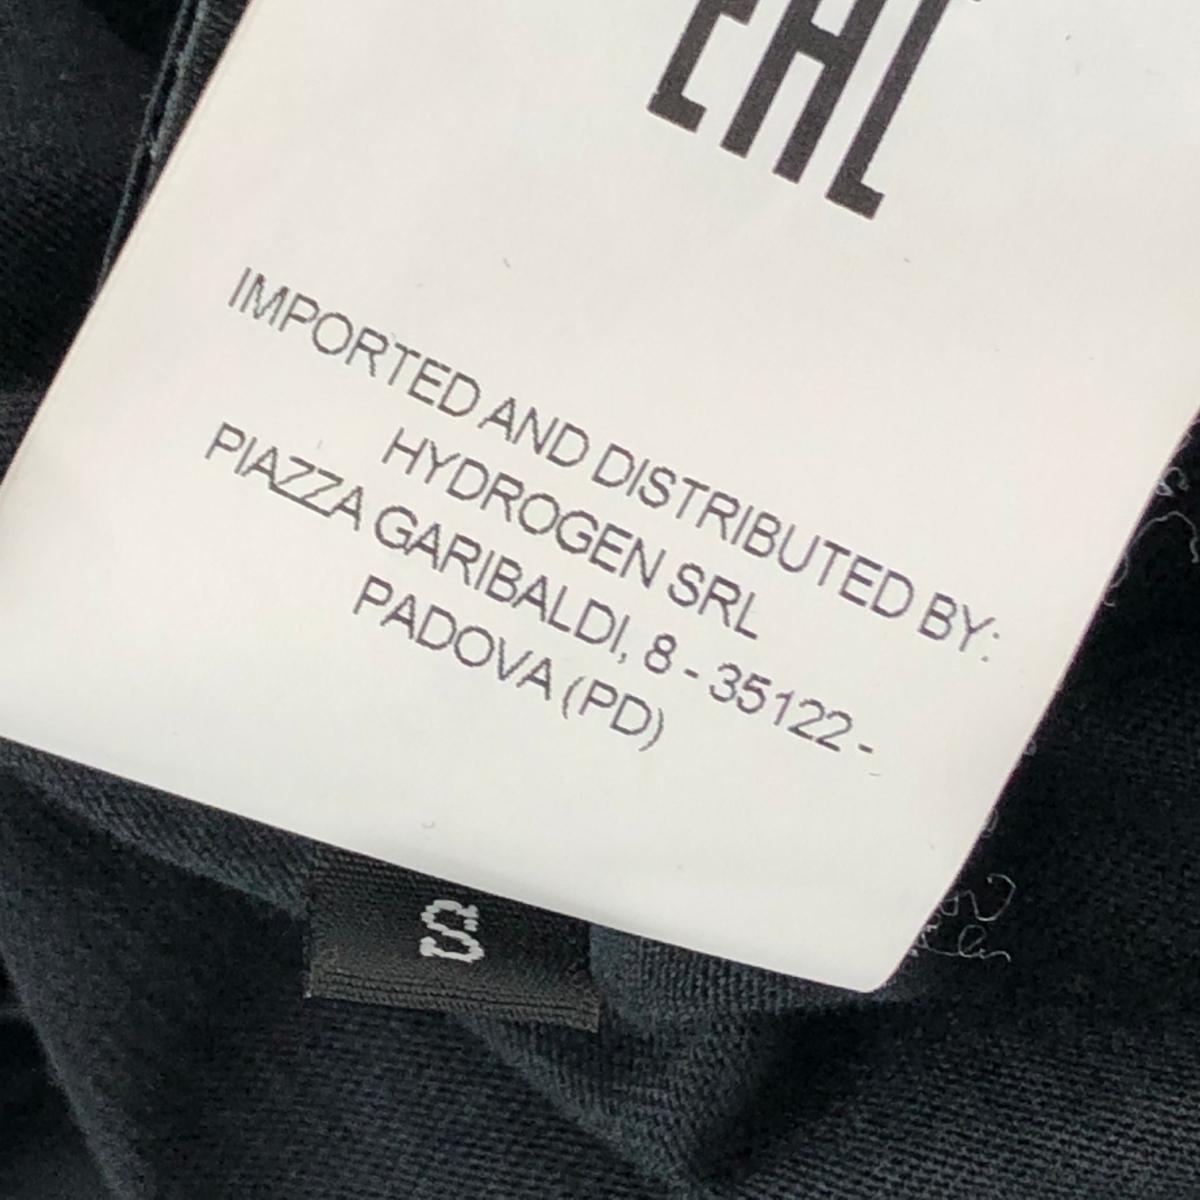 EAC
IMPORTED AND DISTRIBUTED BY:
HYDROGEN SRL
PIAZZA GARIBALDI, 8 - 35122 -
PADOVA (PD)
S